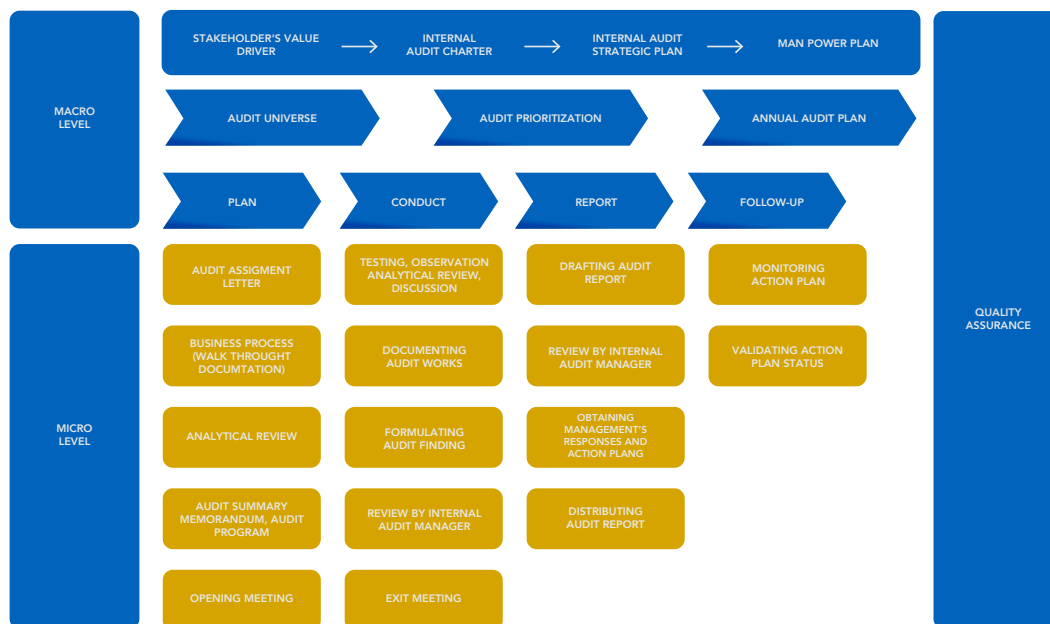 MACRO
LEVEL
STAKEHOLDER'S VALUE
DRIVER
INTERNAL
AUDIT CHARTER
INTERNAL AUDIT
STRATEGIC PLAN
MAN POWER PLAN
AUDIT UNIVERSE
AUDIT PRIORITIZATION
ANNUAL AUDIT PLAN
PLAN
CONDUCT
REPORT
FOLLOW-UP
MICRO
LEVEL
AUDIT ASSIGMENT
LETTER
BUSINESS PROCESS
(WALK THROUGHT
DOCUMTATION)
ANALYTICAL REVIEW
AUDIT SUMMARY
MEMORANDUM, AUDIT
PROGRAM
OPENING MEETING
TESTING, OBSERVATION
ANALYTICAL REVIEW,
DISCUSSION
DOCUMENTING
AUDIT WORKS
FORMULATING
AUDIT FINDING
REVIEW BY INTERNAL
AUDIT MANAGER
EXIT MEETING
DRAFTING AUDIT
REPORT
REVIEW BY INTERNAL
AUDIT MANAGER
OBTAINING
MANAGEMENT'S
RESPONSES AND
ACTION PLANG
DISTRIBUTING
AUDIT REPORT
MONITORING
ACTION PLAN
VALIDATING ACTION
PLAN STATUS
QUALITY
ASSURANCE